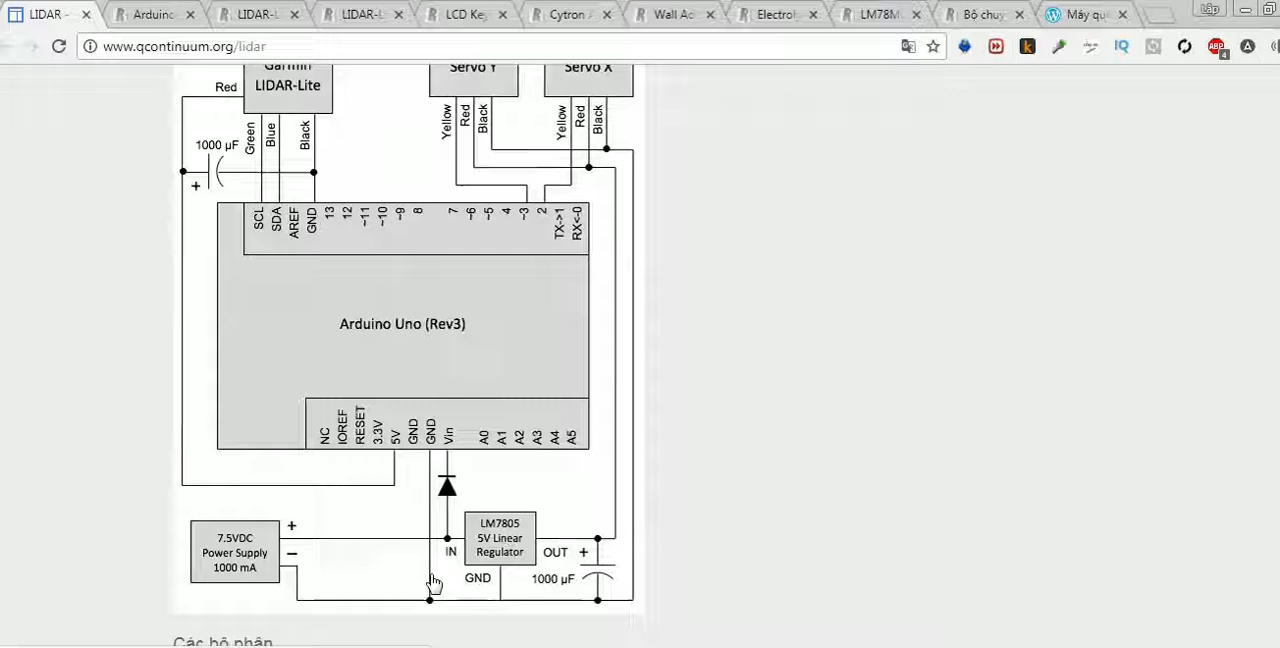 LIDAR -
Arduino
LIDAR-L
LIDAR-L
LCD Key
Cytron A
Wall Ac
Electrol
LM78M
Bộ chuy
Máy qu
Lập
www.qcontinuum.org/lidar
Garmin
LIDAR-Lite
Servo Y
Servo X
Red
Green
Blue
Black
Yellow
Red
Black
Yellow
Red
Black
1000 µF
+
SCL
SDA
AREF
GND
13
12
~11
~10
~9
8
7
~6
~5
4
~3
2
TX->1
RX<-0
Arduino Uno (Rev3)
NC
IOREF
RESET
3.3V
5V
GND
GND
Vin
A0
A1
A2
A3
A4
A5
7.5VDC
Power Supply
1000 mA
+
−
LM7805
5V Linear
Regulator
IN
OUT
GND
+
1000 µF
Các bộ phận